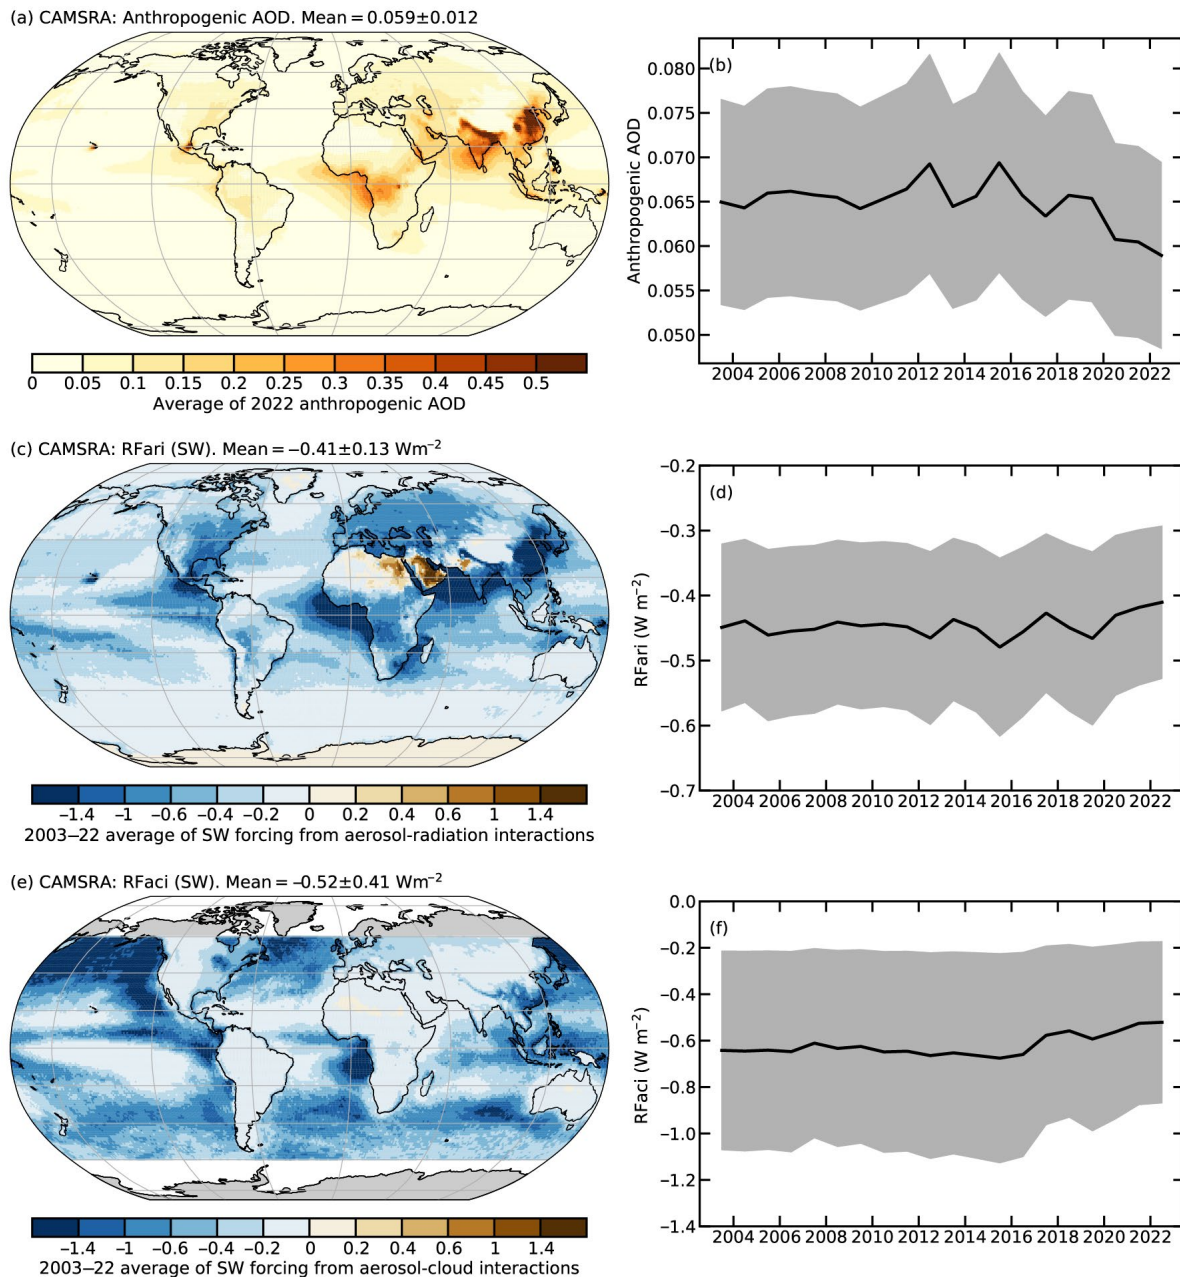 (a) CAMSRA: Anthropogenic AOD. Mean = 0.059±0.012
0 0.05 0.1 0.15 0.2 0.25 0.3 0.35 0.4 0.45 0.5
Average of 2022 anthropogenic AOD
(b)
Anthropogenic AOD
0.080
0.075
0.070
0.065
0.060
0.055
0.050
2004 2006 2008 2010 2012 2014 2016 2018 2020 2022
(c) CAMSRA: RFari (SW). Mean = −0.41±0.13 Wm⁻²
−1.4 −1 −0.6 −0.4 −0.2 0 0.2 0.4 0.6 1 1.4
2003–22 average of SW forcing from aerosol-radiation interactions
(d)
RFari (W m⁻²)
−0.2
−0.3
−0.4
−0.5
−0.6
−0.7
2004 2006 2008 2010 2012 2014 2016 2018 2020 2022
(e) CAMSRA: RFaci (SW). Mean = −0.52±0.41 Wm⁻²
−1.4 −1 −0.6 −0.4 −0.2 0 0.2 0.4 0.6 1 1.4
2003–22 average of SW forcing from aerosol-cloud interactions
(f)
RFaci (W m⁻²)
0.0
−0.2
−0.4
−0.6
−0.8
−1.0
−1.2
−1.4
2004 2006 2008 2010 2012 2014 2016 2018 2020 2022